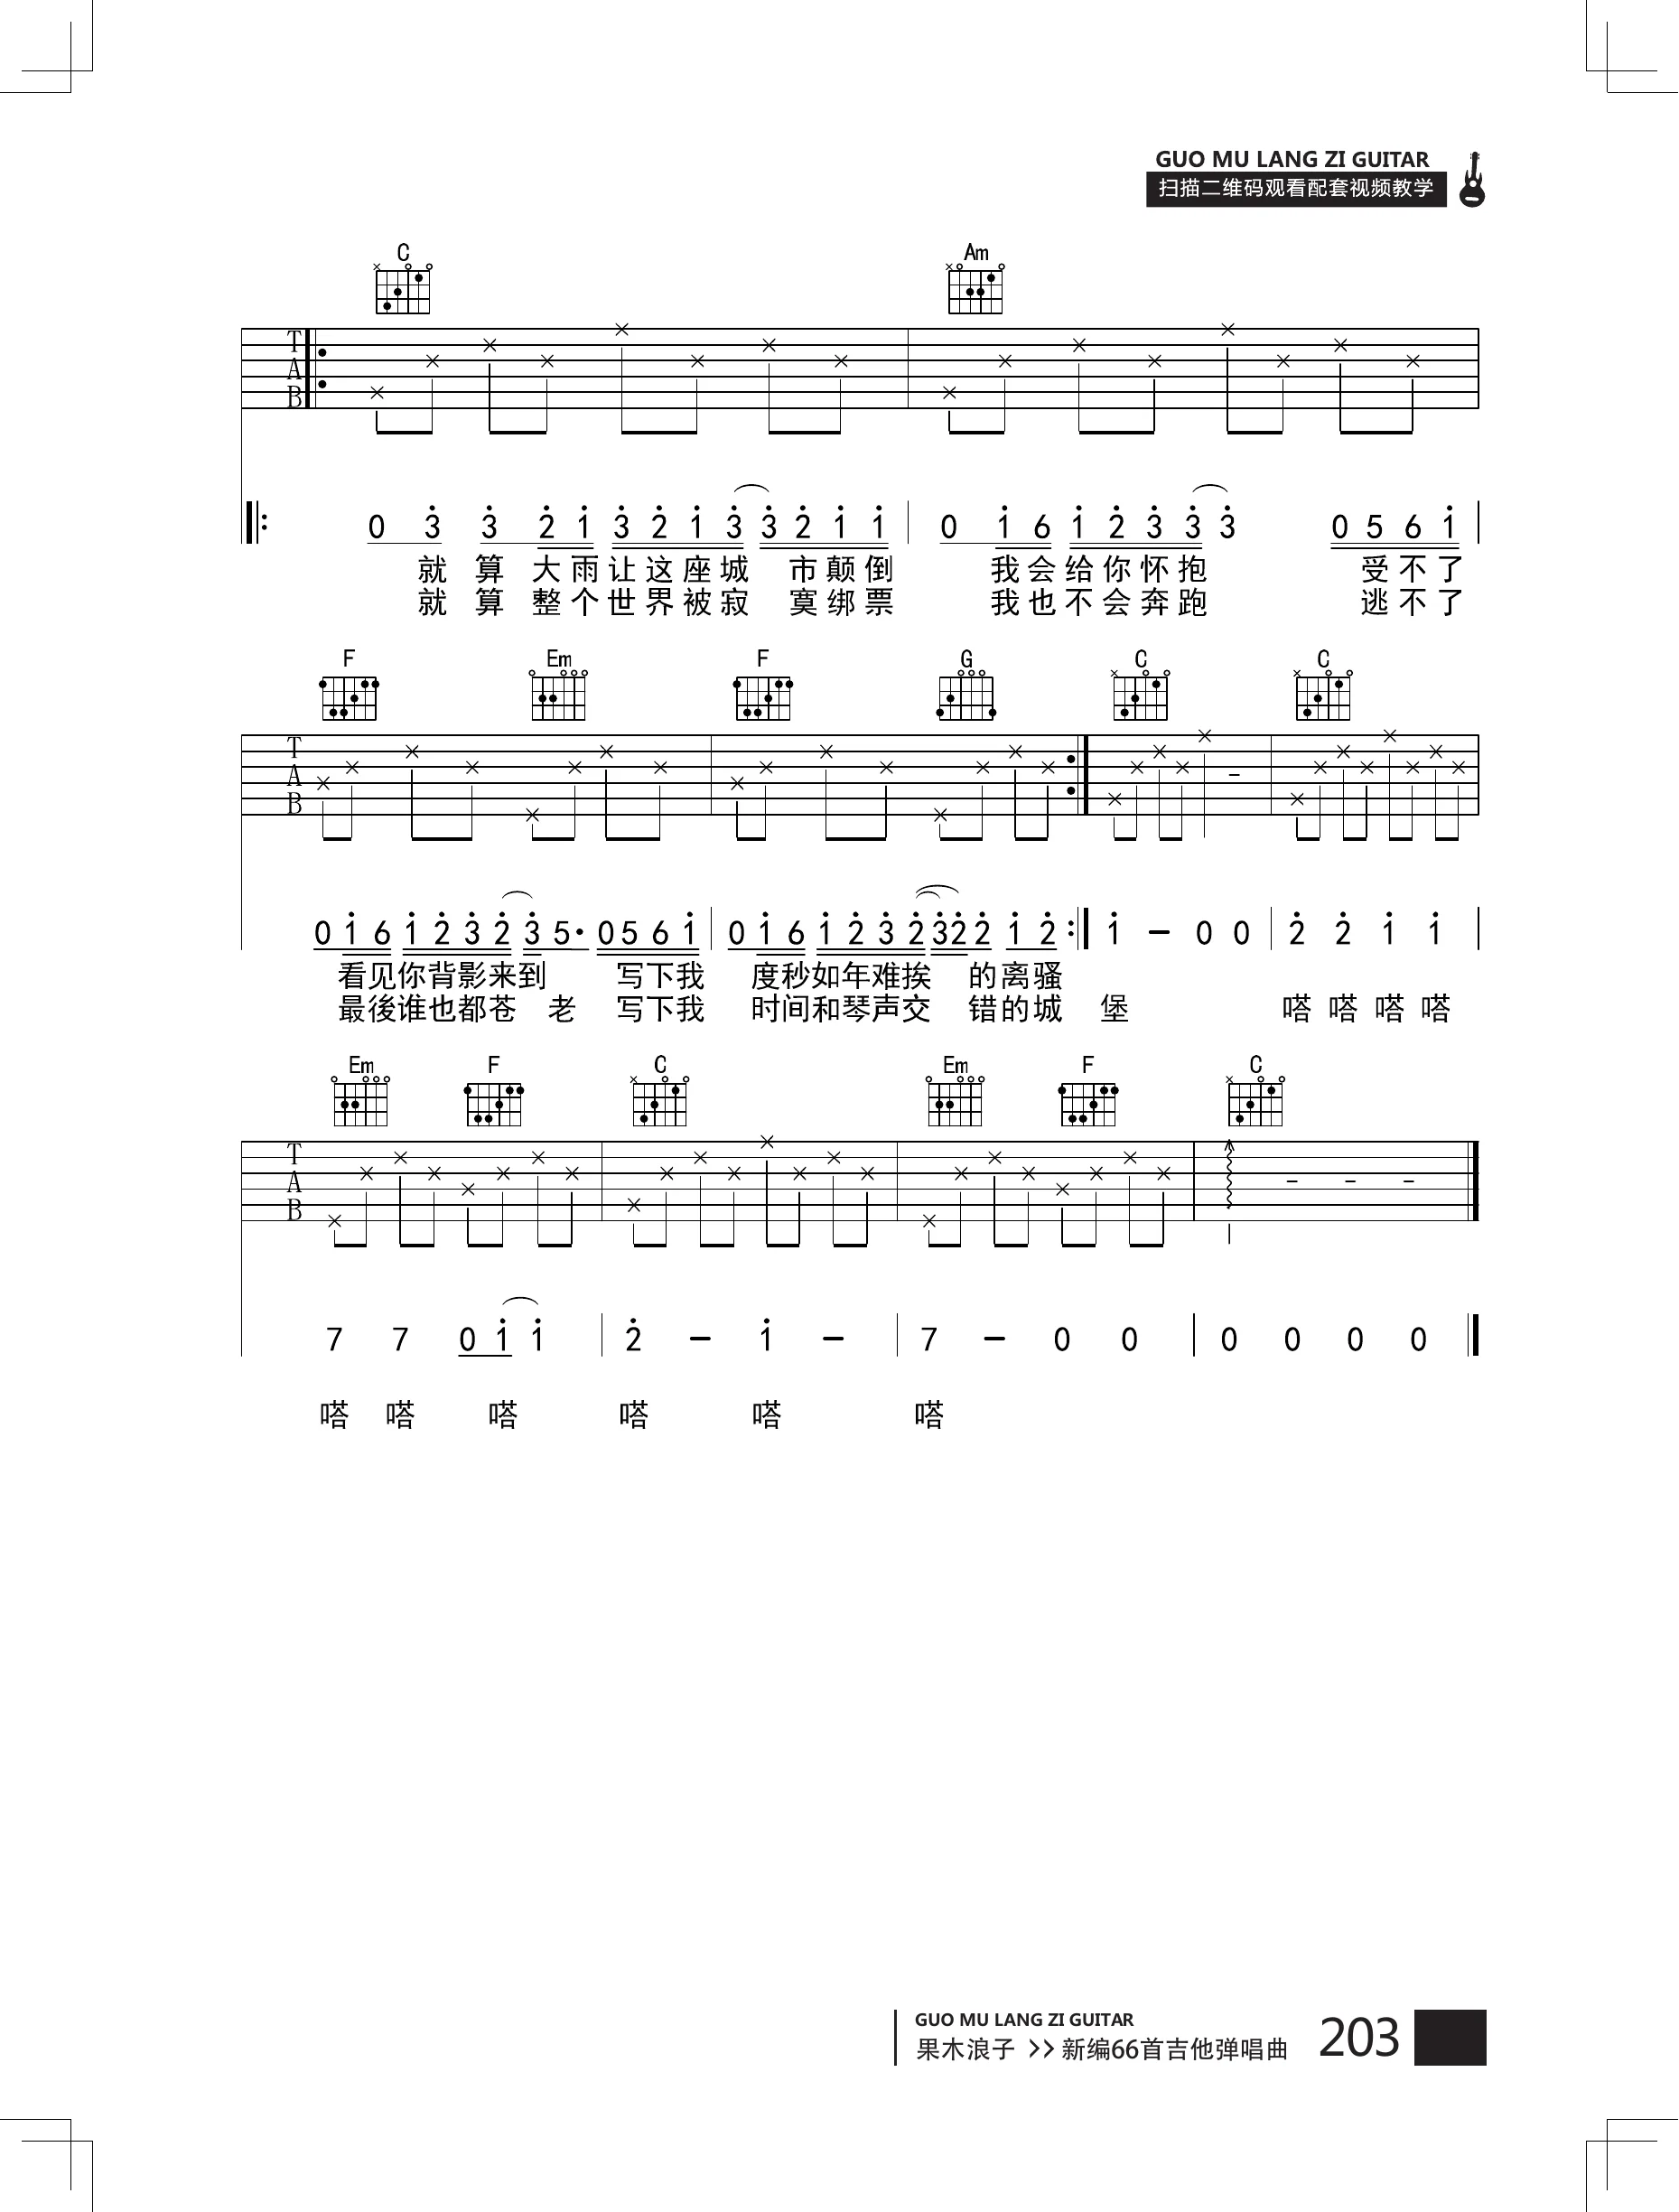 GUO MU LANG ZI GUITAR
扫描二维码观看配套视频教学
C Am
T
A
B
0 3 3 2 1 3 2 1 3 3 2 1 1 0 1 6 1 2 3 3 3 0 5 6 1
就 算 大 雨 让 这 座 城 市 颠 倒 我 会 给 你 怀 抱 受 不 了
就 算 整 个 世 界 被 寂 寞 绑 票 我 也 不 会 奔 跑 逃 不 了
F Em F G C C
T
A
B
0 1 6 1 2 3 2 3 5· 0 5 6 1 0 1 6 1 2 3 2 3 2 2 1 2 1 – 0 0 2 2 1 1
看见你背影来到 写下我 度秒如年难挨 的离骚
最後谁也都苍 老 写下我 时间和琴声交 错的城 堡 嗒 嗒 嗒 嗒
Em F C Em F C
T
A
B
7 7 0 1 1 2 – 1 – 7 – 0 0 0 0 0 0
嗒 嗒 嗒 嗒 嗒 嗒
GUO MU LANG ZI GUITAR
果木浪子 >> 新编66首吉他弹唱曲 203